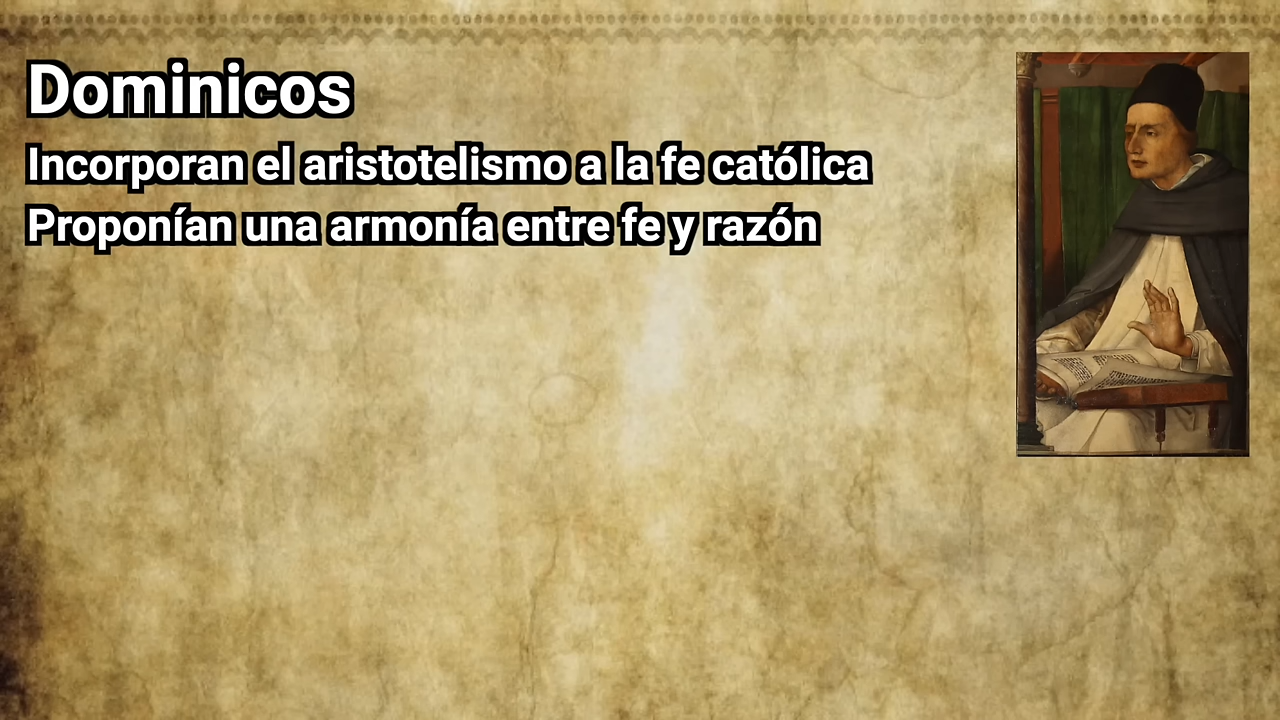 Dominicos
Incorporan el aristotelismo a la fe católica
Proponían una armonía entre fe y razón